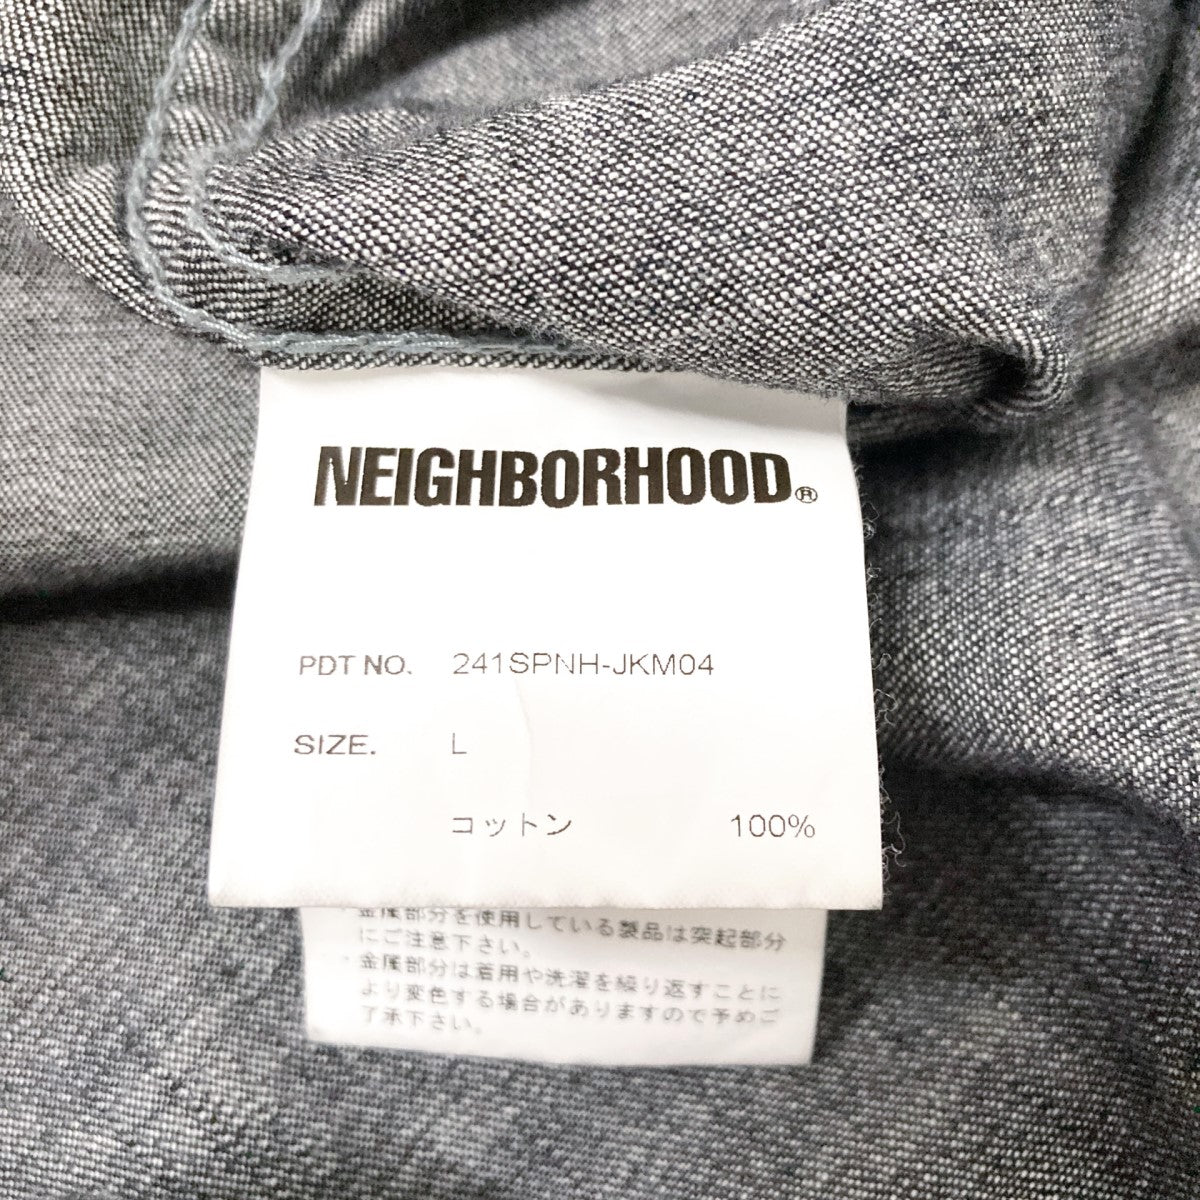 NEIGHBORHOOD®
PDT NO. 241SPNH-JKM04
SIZE. L
コットン 100%
・金属部分を使用している製品は突起部分
にご注意下さい。
・金属部分は着用や洗濯を繰り返すことに
より変色する場合がありますので予めご
了承下さい。